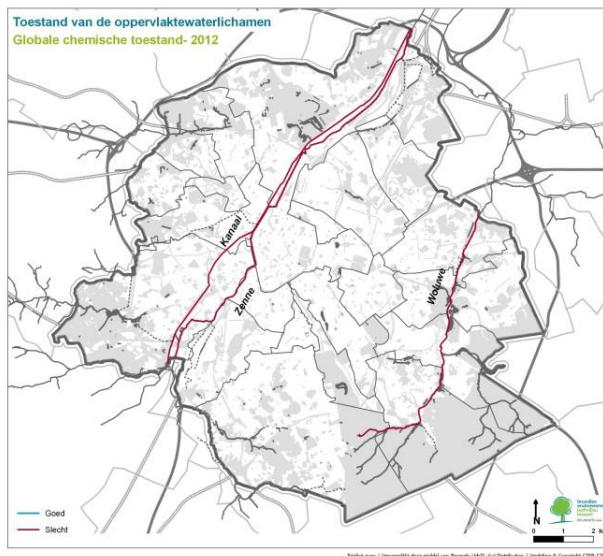 Toestand van de oppervlaktewaterlichamen
Globale chemische toestand- 2012
Kanaal
Zenne
Woluwe
Goed
Slecht
N
0 1 2